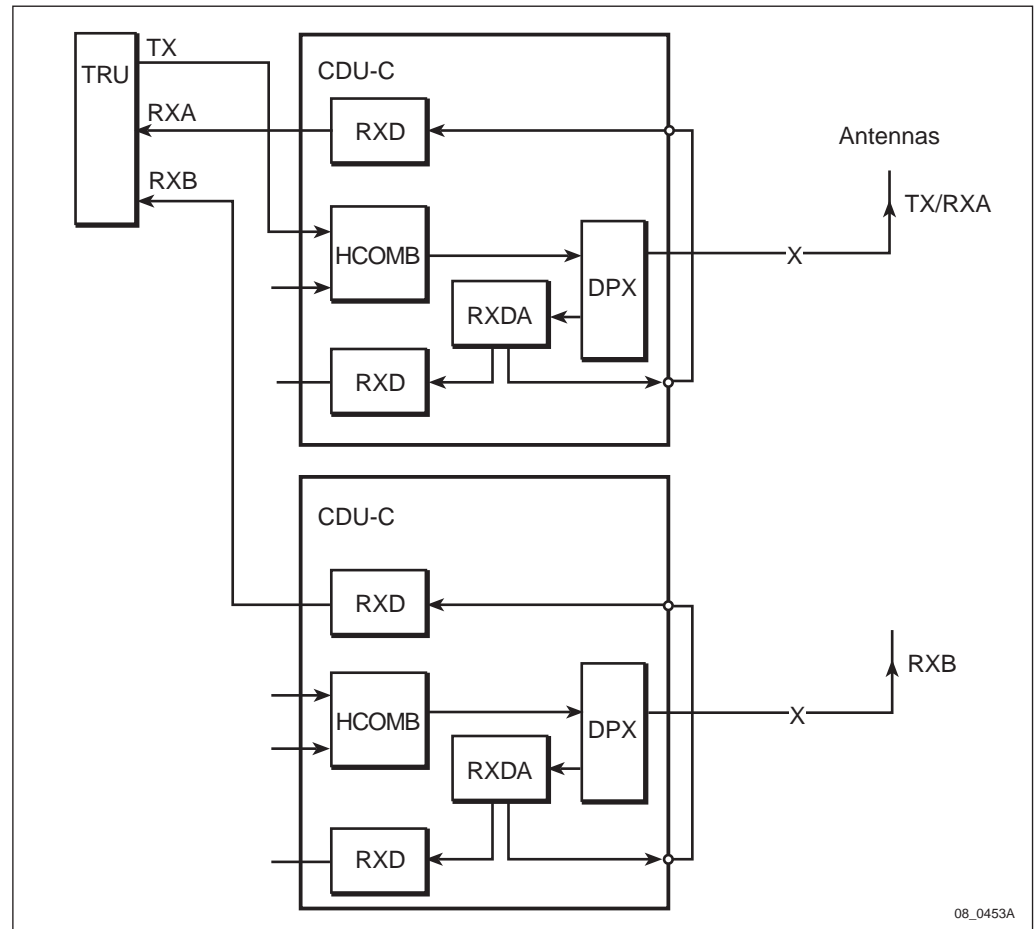 TRU
TX
RXA
RXB
CDU-C
RXD
HCOMB
DPX
RXDA
RXD
Antennas
TX/RXA
X
CDU-C
RXD
HCOMB
DPX
RXDA
RXD
RXB
X
08_0453A